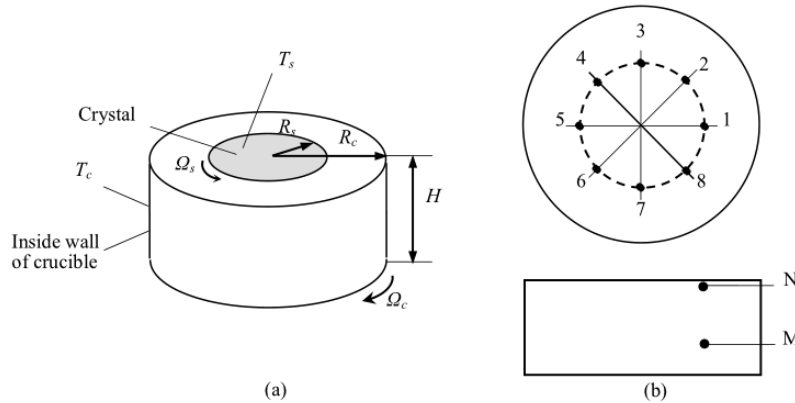 T_s
Crystal
R_s
R_c
Ω_s
T_c
H
Inside wall
of crucible
Ω_c
(a)
3
4
2
5
1
6
8
7
N
M
(b)